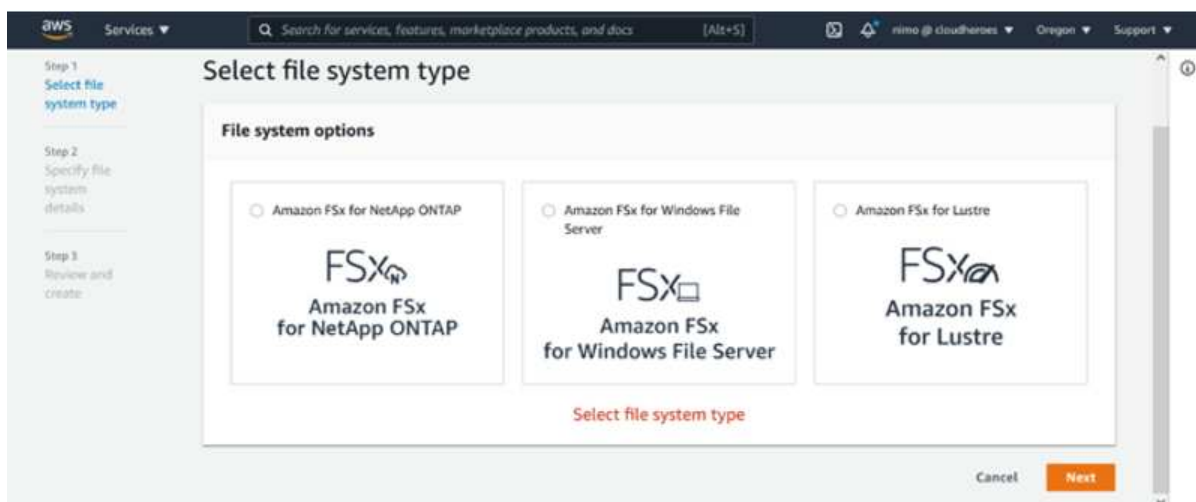 aws Services ▼ Search for services, features, marketplace products, and docs [Alt+S] nimo @ cloudheroes ▼ Oregon ▼ Support ▼
Step 1
Select file
system type
Step 2
Specify file
system
details
Step 3
Review and
create
Select file system type
File system options
Amazon FSx for NetApp ONTAP
FSx
N
Amazon FSx
for NetApp ONTAP
Amazon FSx for Windows File
Server
FSx
Amazon FSx
for Windows File Server
Amazon FSx for Lustre
FSx
Amazon FSx
for Lustre
Select file system type
Cancel Next